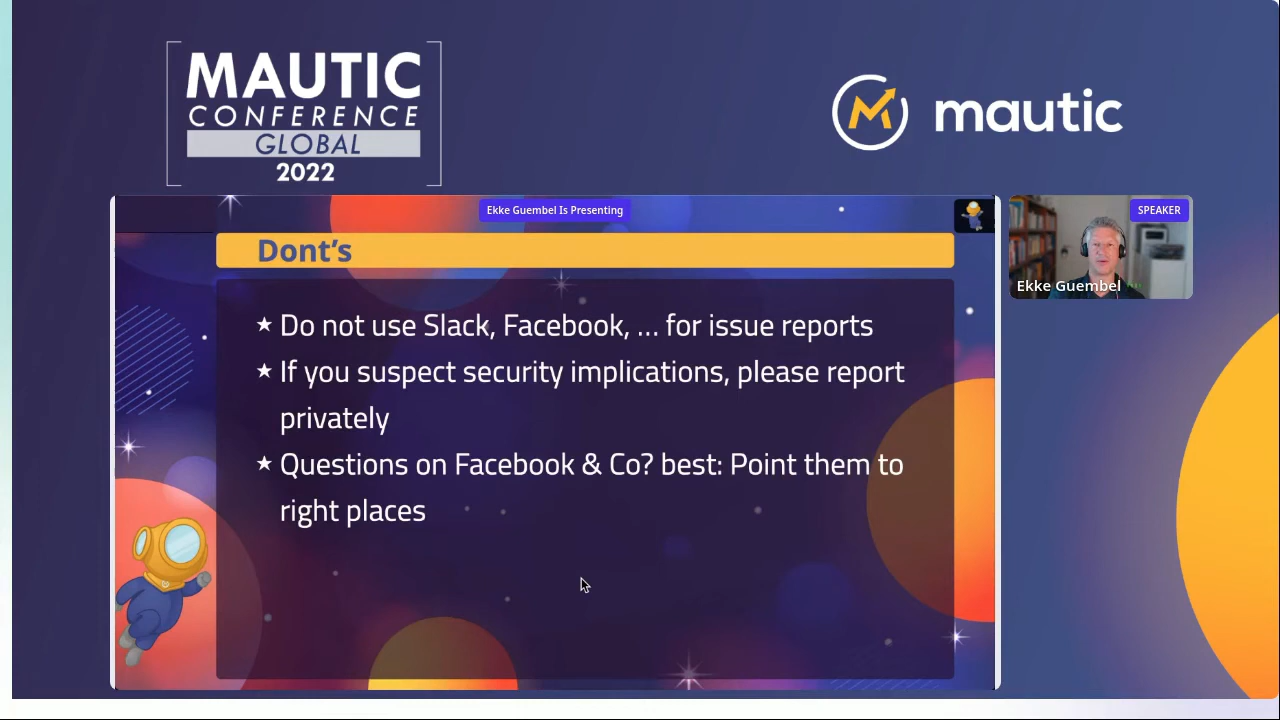 MAUTIC
CONFERENCE
GLOBAL
2022
mautic
Ekke Guembel Is Presenting
SPEAKER
Ekke Guembel
Dont's
Do not use Slack, Facebook, ... for issue reports
If you suspect security implications, please report
privately
Questions on Facebook & Co? best: Point them to
right places